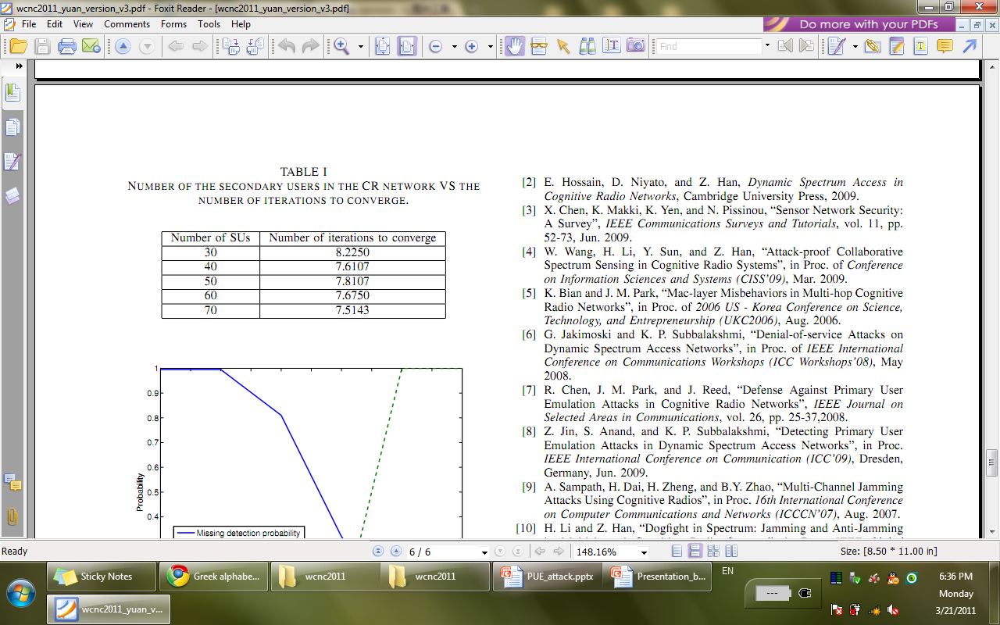 wcnc2011_yuan_version_v3.pdf - Foxit Reader - [wcnc2011_yuan_version_v3.pdf]
File Edit View Comments Forms Tools Help
Do more with your PDFs
Find
TABLE I
NUMBER OF THE SECONDARY USERS IN THE CR NETWORK VS THE
NUMBER OF ITERATIONS TO CONVERGE.
Number of SUs Number of iterations to converge
30 8.2250
40 7.6107
50 7.8107
60 7.6750
70 7.5143
1
0.9
0.8
0.7
0.6
0.5
0.4
Probability
Missing detection probability
[2] E. Hossain, D. Niyato, and Z. Han, Dynamic Spectrum Access in
Cognitive Radio Networks, Cambridge University Press, 2009.
[3] X. Chen, K. Makki, K. Yen, and N. Pissinou, “Sensor Network Security:
A Survey”, IEEE Communications Surveys and Tutorials, vol. 11, pp.
52-73, Jun. 2009.
[4] W. Wang, H. Li, Y. Sun, and Z. Han, “Attack-proof Collaborative
Spectrum Sensing in Cognitive Radio Systems”, in Proc. of Conference
on Information Sciences and Systems (CISS’09), Mar. 2009.
[5] K. Bian and J. M. Park, “Mac-layer Misbehaviors in Multi-hop Cognitive
Radio Networks”, in Proc. of 2006 US - Korea Conference on Science,
Technology, and Entrepreneurship (UKC2006), Aug. 2006.
[6] G. Jakimoski and K. P. Subbalakshmi, “Denial-of-service Attacks on
Dynamic Spectrum Access Networks”, in Proc. of IEEE International
Conference on Communications Workshops (ICC Workshops’08), May
2008.
[7] R. Chen, J. M. Park, and J. Reed, “Defense Against Primary User
Emulation Attacks in Cognitive Radio Networks”, IEEE Journal on
Selected Areas in Communications, vol. 26, pp. 25-37,2008.
[8] Z. Jin, S. Anand, and K. P. Subbalakshmi, “Detecting Primary User
Emulation Attacks in Dynamic Spectrum Access Networks”, in Proc.
IEEE International Conference on Communication (ICC’09), Dresden,
Germany, Jun. 2009.
[9] A. Sampath, H. Dai, H. Zheng, and B.Y. Zhao, “Multi-Channel Jamming
Attacks Using Cognitive Radios”, in Proc. 16th International Conference
on Computer Communications and Networks (ICCCN’07), Aug. 2007.
[10] H. Li and Z. Han, “Dogfight in Spectrum: Jamming and Anti-Jamming
Ready
6 / 6
148.16%
Size: [8.50 * 11.00 in]
Sticky Notes
Greek alphabe...
wcnc2011
wcnc2011
PUE_attack.pptx
Presentation_b...
EN
---
6:36 PM
Monday
3/21/2011
wcnc2011_yuan_v...